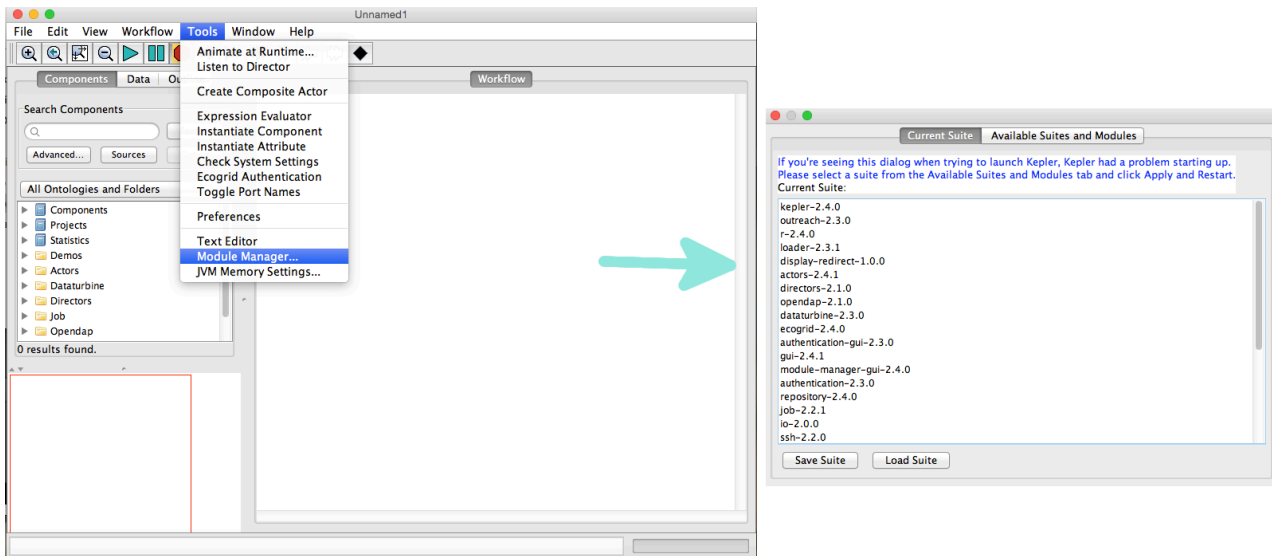 Unnamed1
File Edit View Workflow Tools Window Help
Animate at Runtime...
Listen to Director
Create Composite Actor
Expression Evaluator
Instantiate Component
Instantiate Attribute
Check System Settings
Ecogrid Authentication
Toggle Port Names
Preferences
Text Editor
Module Manager...
JVM Memory Settings...
Components Data
Workflow
Search Components
Advanced... Sources
All Ontologies and Folders
Components
Projects
Statistics
Demos
Actors
Dataturbine
Directors
Job
Opendap
0 results found.
Current Suite Available Suites and Modules
If you're seeing this dialog when trying to launch Kepler, Kepler had a problem starting up.
Please select a suite from the Available Suites and Modules tab and click Apply and Restart.
Current Suite:
kepler-2.4.0
outreach-2.3.0
r-2.4.0
loader-2.3.1
display-redirect-1.0.0
actors-2.4.1
directors-2.1.0
opendap-2.1.0
dataturbine-2.3.0
ecogrid-2.4.0
authentication-gui-2.3.0
gui-2.4.1
module-manager-gui-2.4.0
authentication-2.3.0
repository-2.4.0
job-2.2.1
io-2.0.0
ssh-2.2.0
Save Suite Load Suite